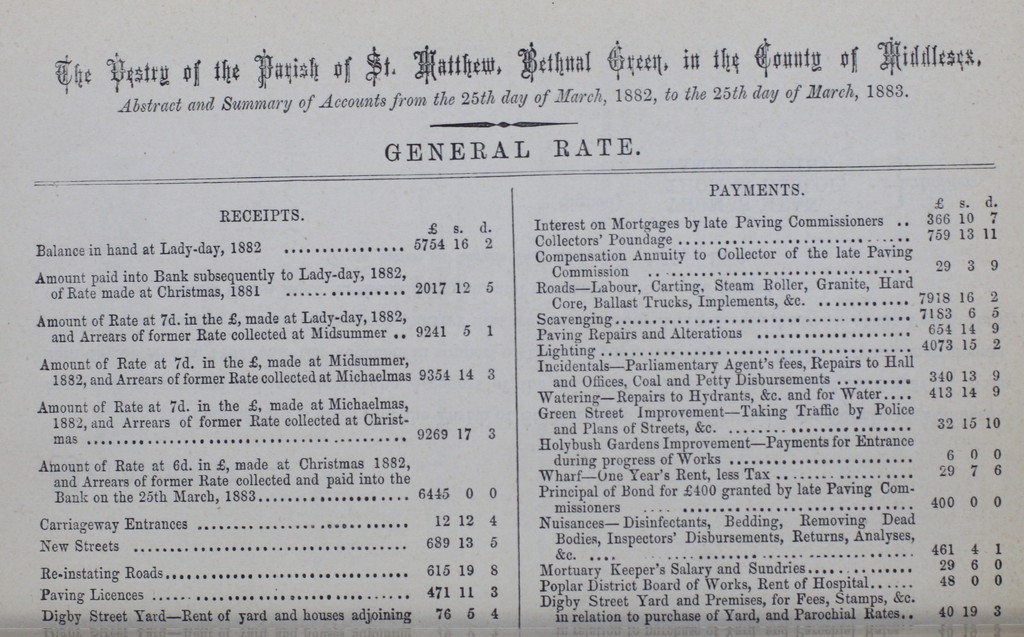 The Vestry of the Parish of St. Matthew, Bethnal Green, in the County of Middlesex.
Abstract and Summary of Accounts from the 25th day of March, 1882, to the 25th day of March, 1883.
GENERAL RATE.
RECEIPTS.
£ s. d.
Balance in hand at Lady-day, 1882 ................ 5754 16 2
Amount paid into Bank subsequently to Lady-day, 1882,
of Rate made at Christmas, 1881 ................ 2017 12 5
Amount of Rate at 7d. in the £, made at Lady-day, 1882,
and Arrears of former Rate collected at Midsummer .. 9241 5 1
Amount of Rate at 7d. in the £, made at Midsummer,
1882, and Arrears of former Rate collected at Michaelmas 9354 14 3
Amount of Rate at 7d. in the £, made at Michaelmas,
1882, and Arrears of former Rate collected at Christ-
mas ........................................ 9269 17 3
Amount of Rate at 6d. in £, made at Christmas 1882,
and Arrears of former Rate collected and paid into the
Bank on the 25th March, 1883.................... 6445 0 0
Carriageway Entrances ............................ 12 12 4
New Streets .................................... 689 13 5
Re-instating Roads................................ 615 19 8
Paving Licences .................................. 471 11 3
Digby Street Yard—Rent of yard and houses adjoining 76 5 4
PAYMENTS.
£ s. d.
Interest on Mortgages by late Paving Commissioners .. 366 10 7
Collectors' Poundage .............................. 759 13 11
Compensation Annuity to Collector of the late Paving
Commission .................................. 29 3 9
Roads—Labour, Carting, Steam Roller, Granite, Hard
Core, Ballast Trucks, Implements, &c. ............ 7918 16 2
Scavenging...................................... 7183 6 5
Paving Repairs and Alterations .................... 654 14 9
Lighting ........................................ 4073 15 2
Incidentals—Parliamentary Agent's fees, Repairs to Hall
and Offices, Coal and Petty Disbursements .......... 340 13 9
Watering—Repairs to Hydrants, &c. and for Water.... 413 14 9
Green Street Improvement—Taking Traffic by Police
and Plans of Streets, &c. ........................ 32 15 10
Holybush Gardens Improvement—Payments for Entrance
during progress of Works ........................ 6 0 0
Wharf—One Year's Rent, less Tax .................. 29 7 6
Principal of Bond for £400 granted by late Paving Com-
missioners .................................. 400 0 0
Nuisances—Disinfectants, Bedding, Removing Dead
Bodies, Inspectors' Disbursements, Returns, Analyses,
&c. ........................................ 461 4 1
Mortuary Keeper's Salary and Sundries.............. 29 6 0
Poplar District Board of Works, Rent of Hospital...... 48 0 0
Digby Street Yard and Premises, for Fees, Stamps, &c.
in relation to purchase of Yard, and Parochial Rates.. 40 19 3